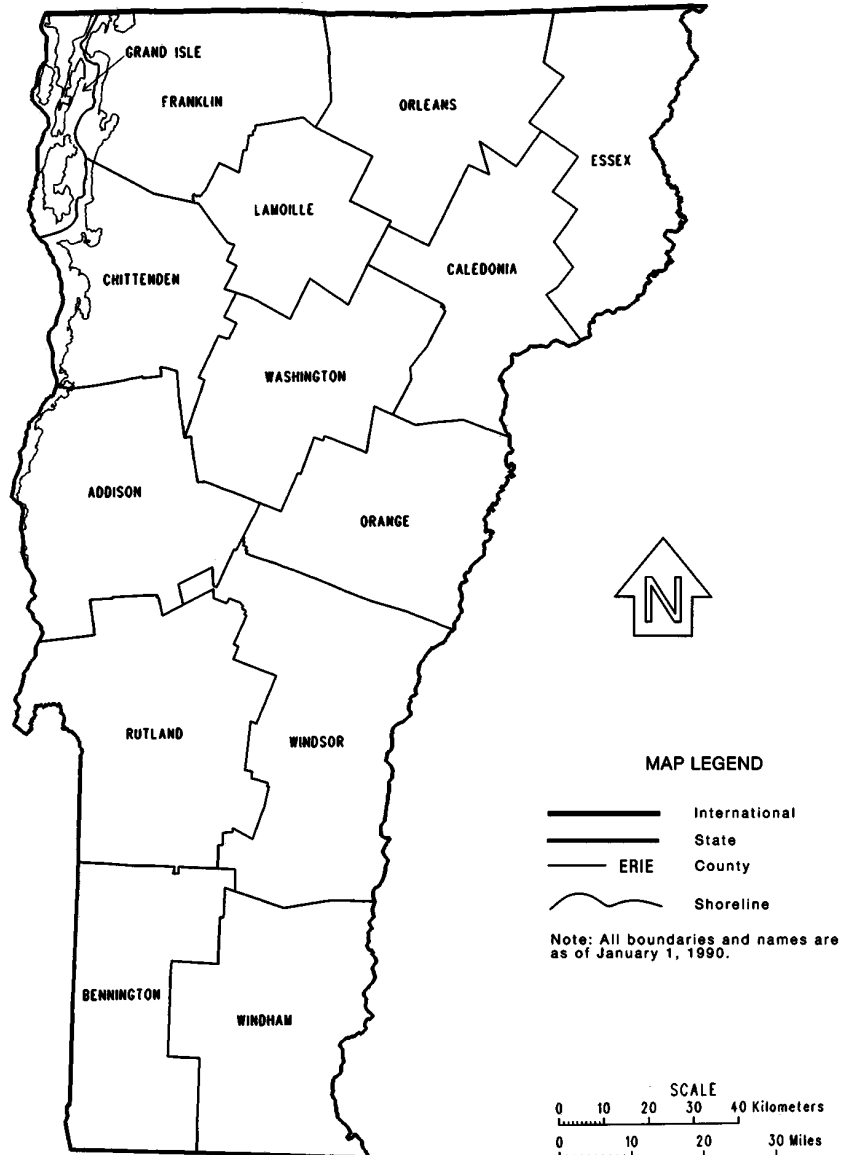 GRAND ISLE
FRANKLIN
ORLEANS
ESSEX
LAMOILLE
CHITTENDEN
CALEDONIA
WASHINGTON
ADDISON
ORANGE
N
RUTLAND
WINDSOR
MAP LEGEND
International
State
ERIE County
Shoreline
Note: All boundaries and names are
as of January 1, 1990.
BENNINGTON
WINDHAM
SCALE
0 10 20 30 40 Kilometers
0 10 20 30 Miles